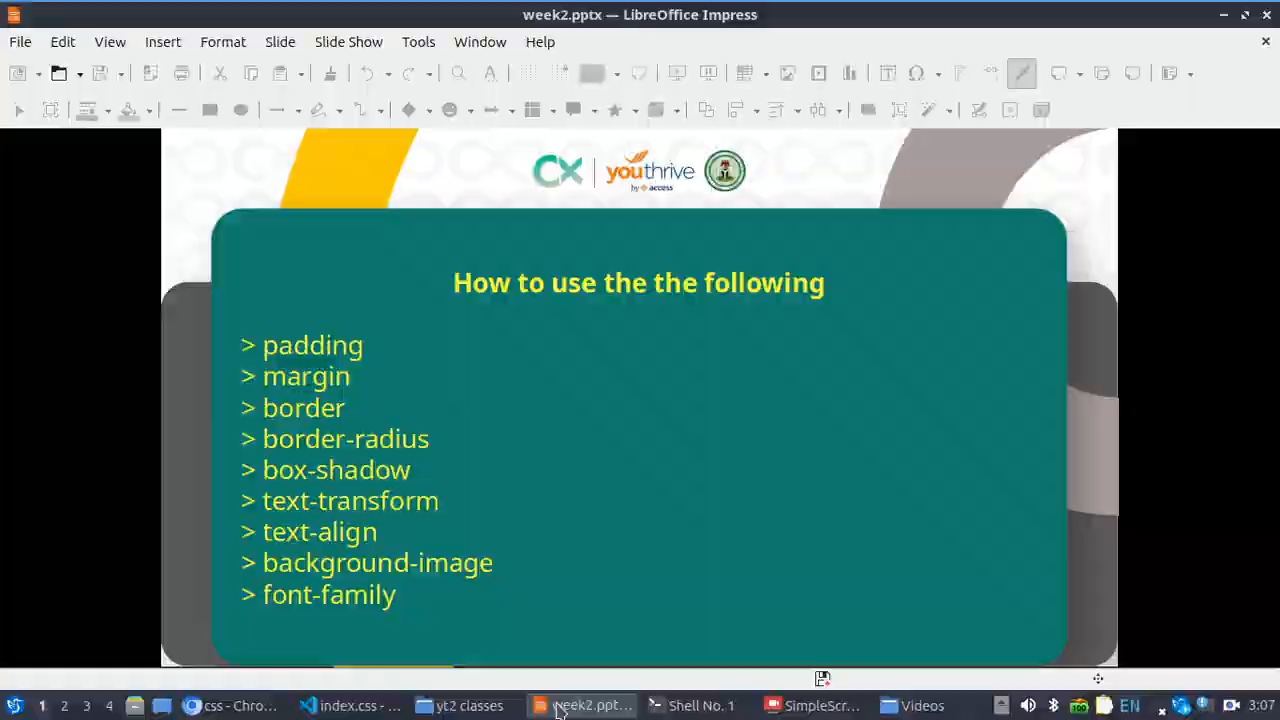 week2.pptx — LibreOffice Impress
File Edit View Insert Format Slide Slide Show Tools Window Help
CX youthrive
by access
How to use the the following
> padding
> margin
> border
> border-radius
> box-shadow
> text-transform
> text-align
> background-image
> font-family
1 2 3 4 css - Chro... index.css - ... yt2 classes week2.ppt... Shell No. 1 SimpleScr... Videos EN 3:07